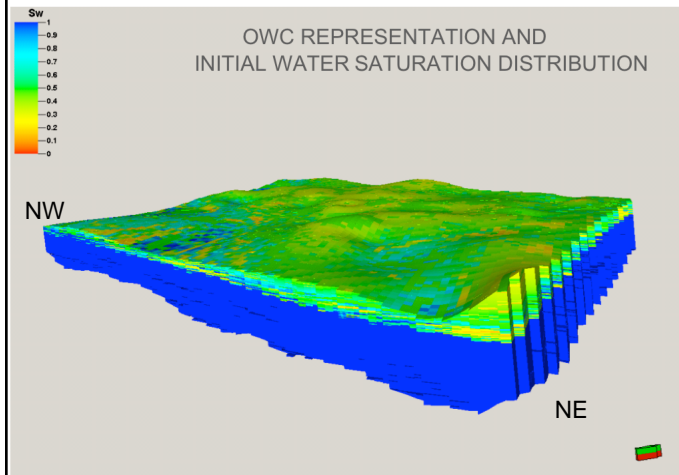 Sw
OWC REPRESENTATION AND
INITIAL WATER SATURATION DISTRIBUTION
1
0.9
0.8
0.7
0.6
0.5
0.4
0.3
0.2
0.1
0
NW
NE